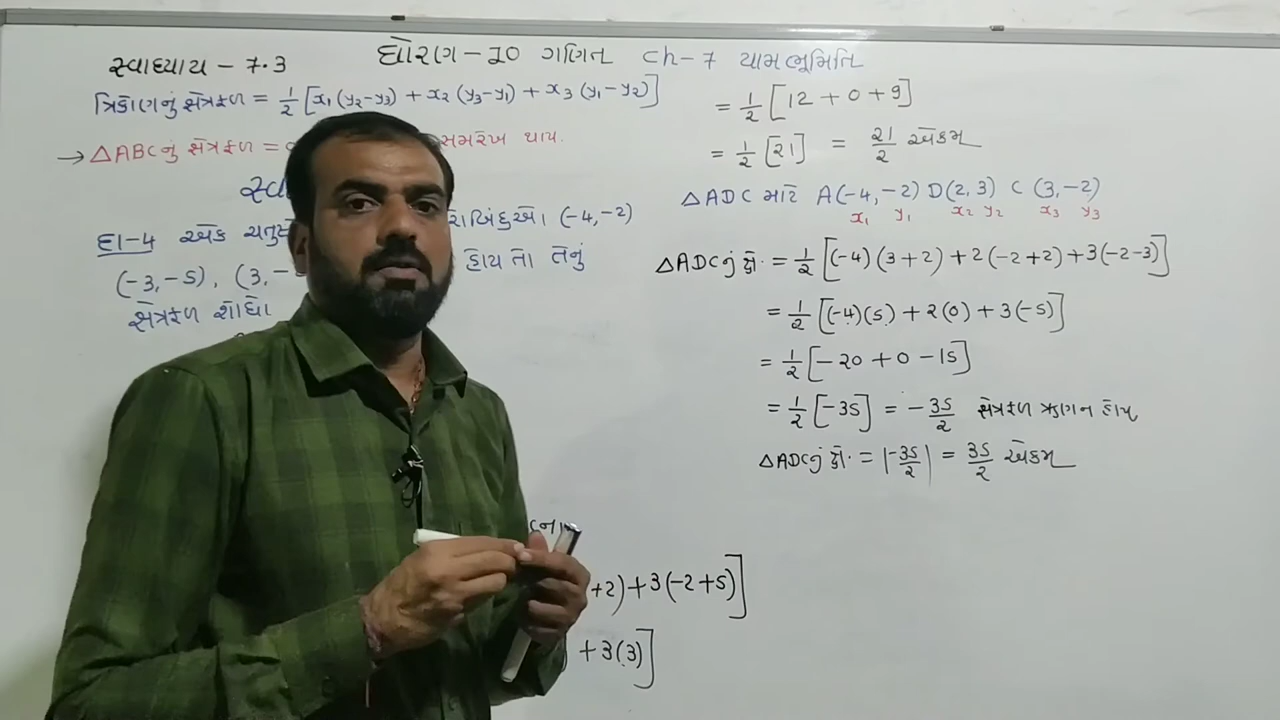 સ્વાધ્યાય - 7.3 ધોરણ-10 ગણિત ch-7 યામભૂમિતિ
ત્રિકોણનું ક્ષેત્રફળ = 1/2 [x₁(y₂-y₃) + x₂(y₃-y₁) + x₃(y₁-y₂)]
→ △ABCનું ક્ષેત્રફળ = સમરેખ થાય.
દા-4 એક (-4,-2)
(-3,-5), (3,- હોય તો તેનું
ક્ષેત્રફળ શોધો
+2)+3(-2+5)]
+3(3)]
= 1/2 [12+0+9]
= 1/2 [21] = 21/2 એકમ
△ADC માટે A(-4,-2) D(2,3) C (3,-2)
x₁ y₁ x₂ y₂ x₃ y₃
△ADCનું ક્ષે. = 1/2 [(-4)(3+2)+2(-2+2)+3(-2-3)]
= 1/2 [(-4)(5)+2(0)+3(-5)]
= 1/2 [-20+0-15]
= 1/2 [-35] = -35/2 ક્ષેત્રફળ ઋણ ન હોય
△ADCનું ક્ષે. = |-35/2| = 35/2 એકમ